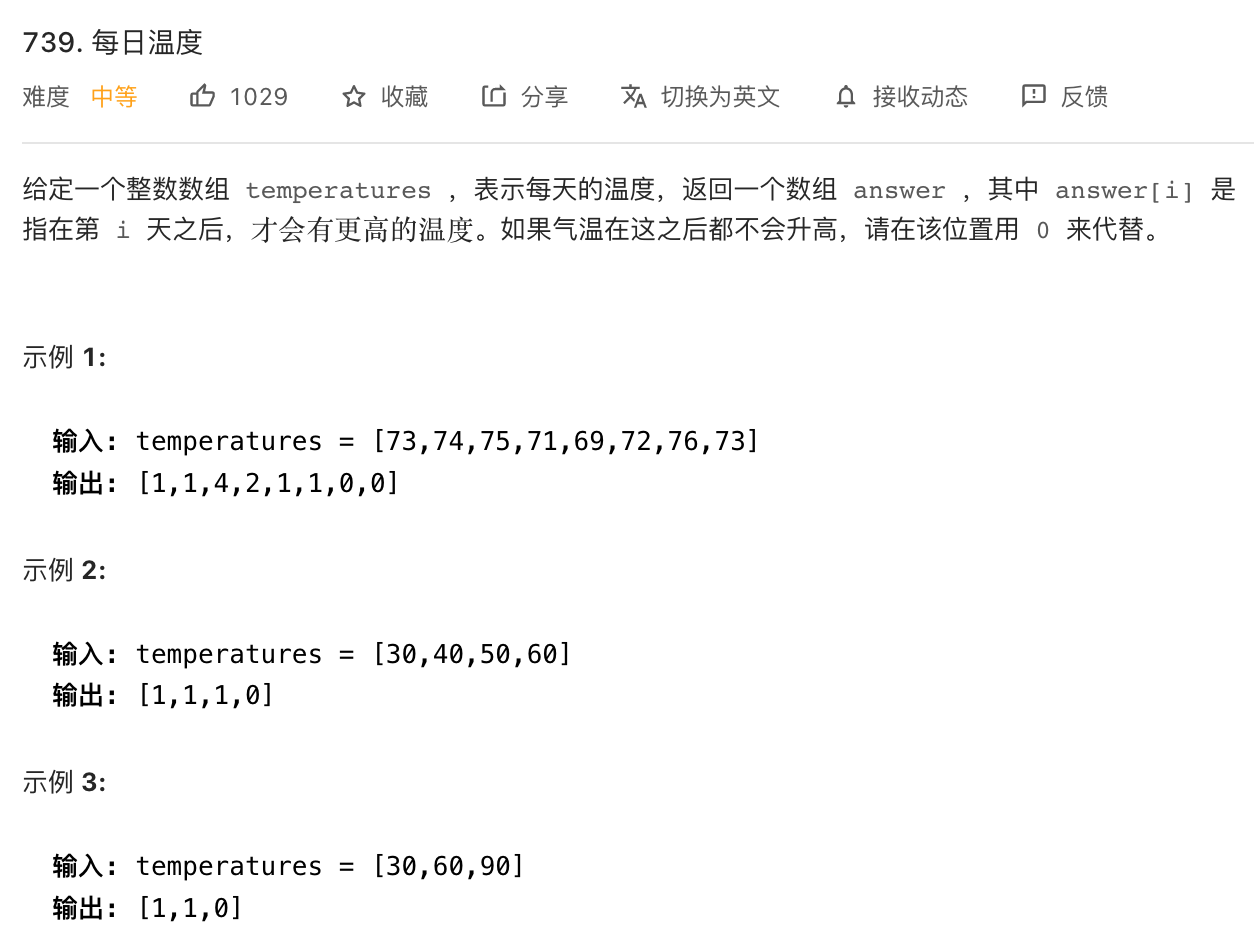 739. 每日温度
难度 中等 1029 收藏 分享 切换为英文 接收动态 反馈
给定一个整数数组 temperatures ，表示每天的温度，返回一个数组 answer ，其中 answer[i] 是
指在第 i 天之后，才会有更高的温度。如果气温在这之后都不会升高，请在该位置用 0 来代替。
示例 1:
输入: temperatures = [73,74,75,71,69,72,76,73]
输出: [1,1,4,2,1,1,0,0]
示例 2:
输入: temperatures = [30,40,50,60]
输出: [1,1,1,0]
示例 3:
输入: temperatures = [30,60,90]
输出: [1,1,0]